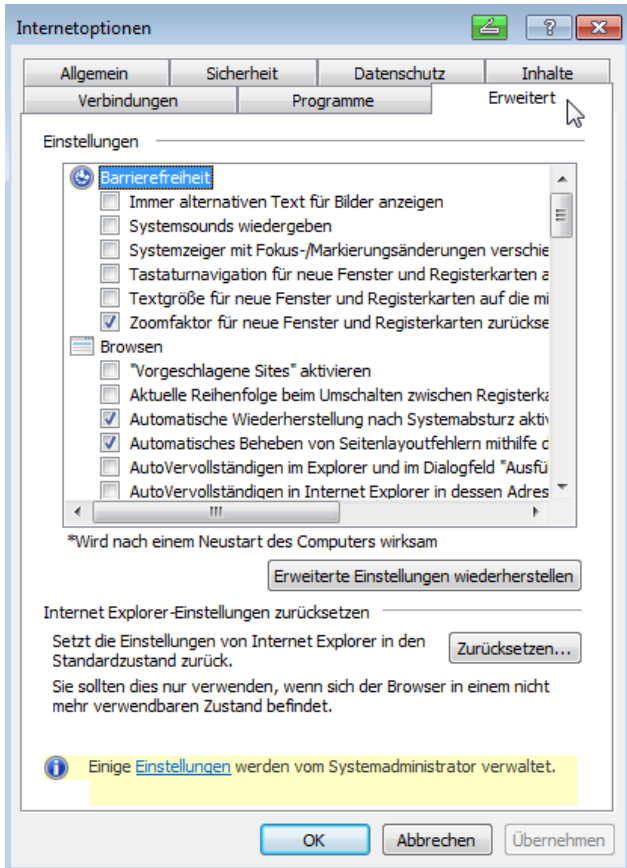 Internetoptionen
Allgemein Sicherheit Datenschutz Inhalte
Verbindungen Programme Erweitert
Einstellungen
Barrierefreiheit
Immer alternativen Text für Bilder anzeigen
Systemsounds wiedergeben
Systemzeiger mit Fokus-/Markierungsänderungen verschie
Tastaturnavigation für neue Fenster und Registerkarten a
Textgröße für neue Fenster und Registerkarten auf die mi
Zoomfaktor für neue Fenster und Registerkarten zurückse
Browsen
"Vorgeschlagene Sites" aktivieren
Aktuelle Reihenfolge beim Umschalten zwischen Registerka
Automatische Wiederherstellung nach Systemabsturz aktiv
Automatisches Beheben von Seitenlayoutfehlern mithilfe d
AutoVervollständigen im Explorer und im Dialogfeld "Ausfü
AutoVervollständigen in Internet Explorer in dessen Adres
*Wird nach einem Neustart des Computers wirksam
Erweiterte Einstellungen wiederherstellen
Internet Explorer-Einstellungen zurücksetzen
Setzt die Einstellungen von Internet Explorer in den
Standardzustand zurück.
Zurücksetzen...
Sie sollten dies nur verwenden, wenn sich der Browser in einem nicht
mehr verwendbaren Zustand befindet.
Einige Einstellungen werden vom Systemadministrator verwaltet.
OK Abbrechen Übernehmen